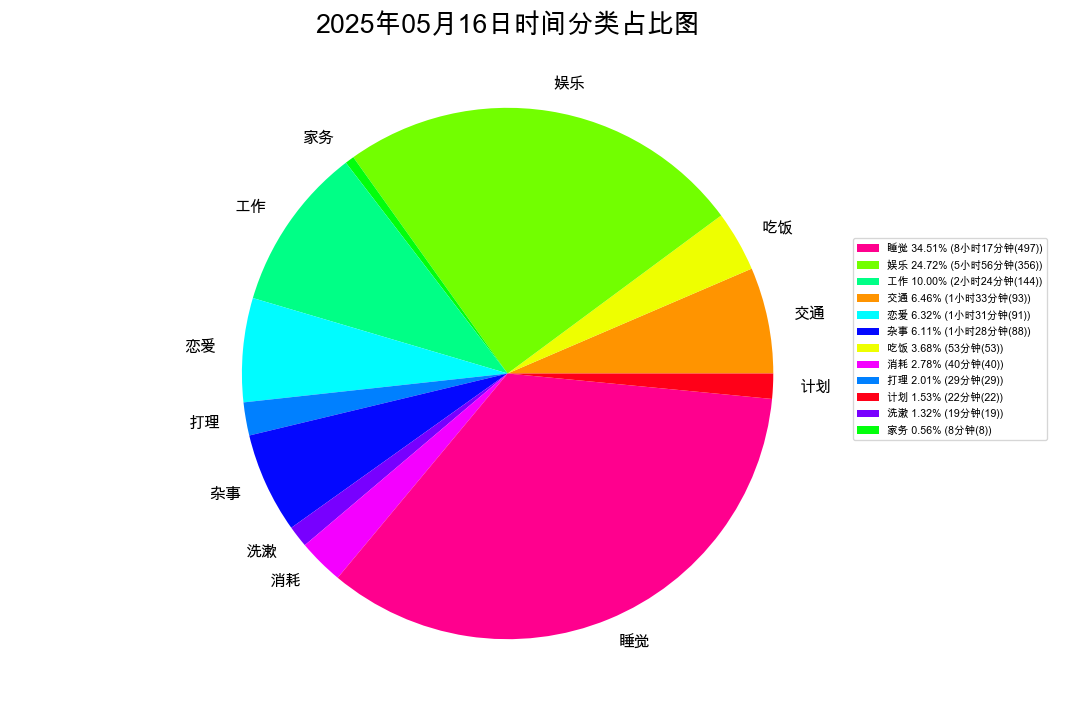 2025年05月16日时间分类占比图
娱乐
家务
工作
吃饭
交通
恋爱
计划
打理
杂事
洗漱
消耗
睡觉
睡觉 34.51% (8小时17分钟(497))
娱乐 24.72% (5小时56分钟(356))
工作 10.00% (2小时24分钟(144))
交通 6.46% (1小时33分钟(93))
恋爱 6.32% (1小时31分钟(91))
杂事 6.11% (1小时28分钟(88))
吃饭 3.68% (53分钟(53))
消耗 2.78% (40分钟(40))
打理 2.01% (29分钟(29))
计划 1.53% (22分钟(22))
洗漱 1.32% (19分钟(19))
家务 0.56% (8分钟(8))